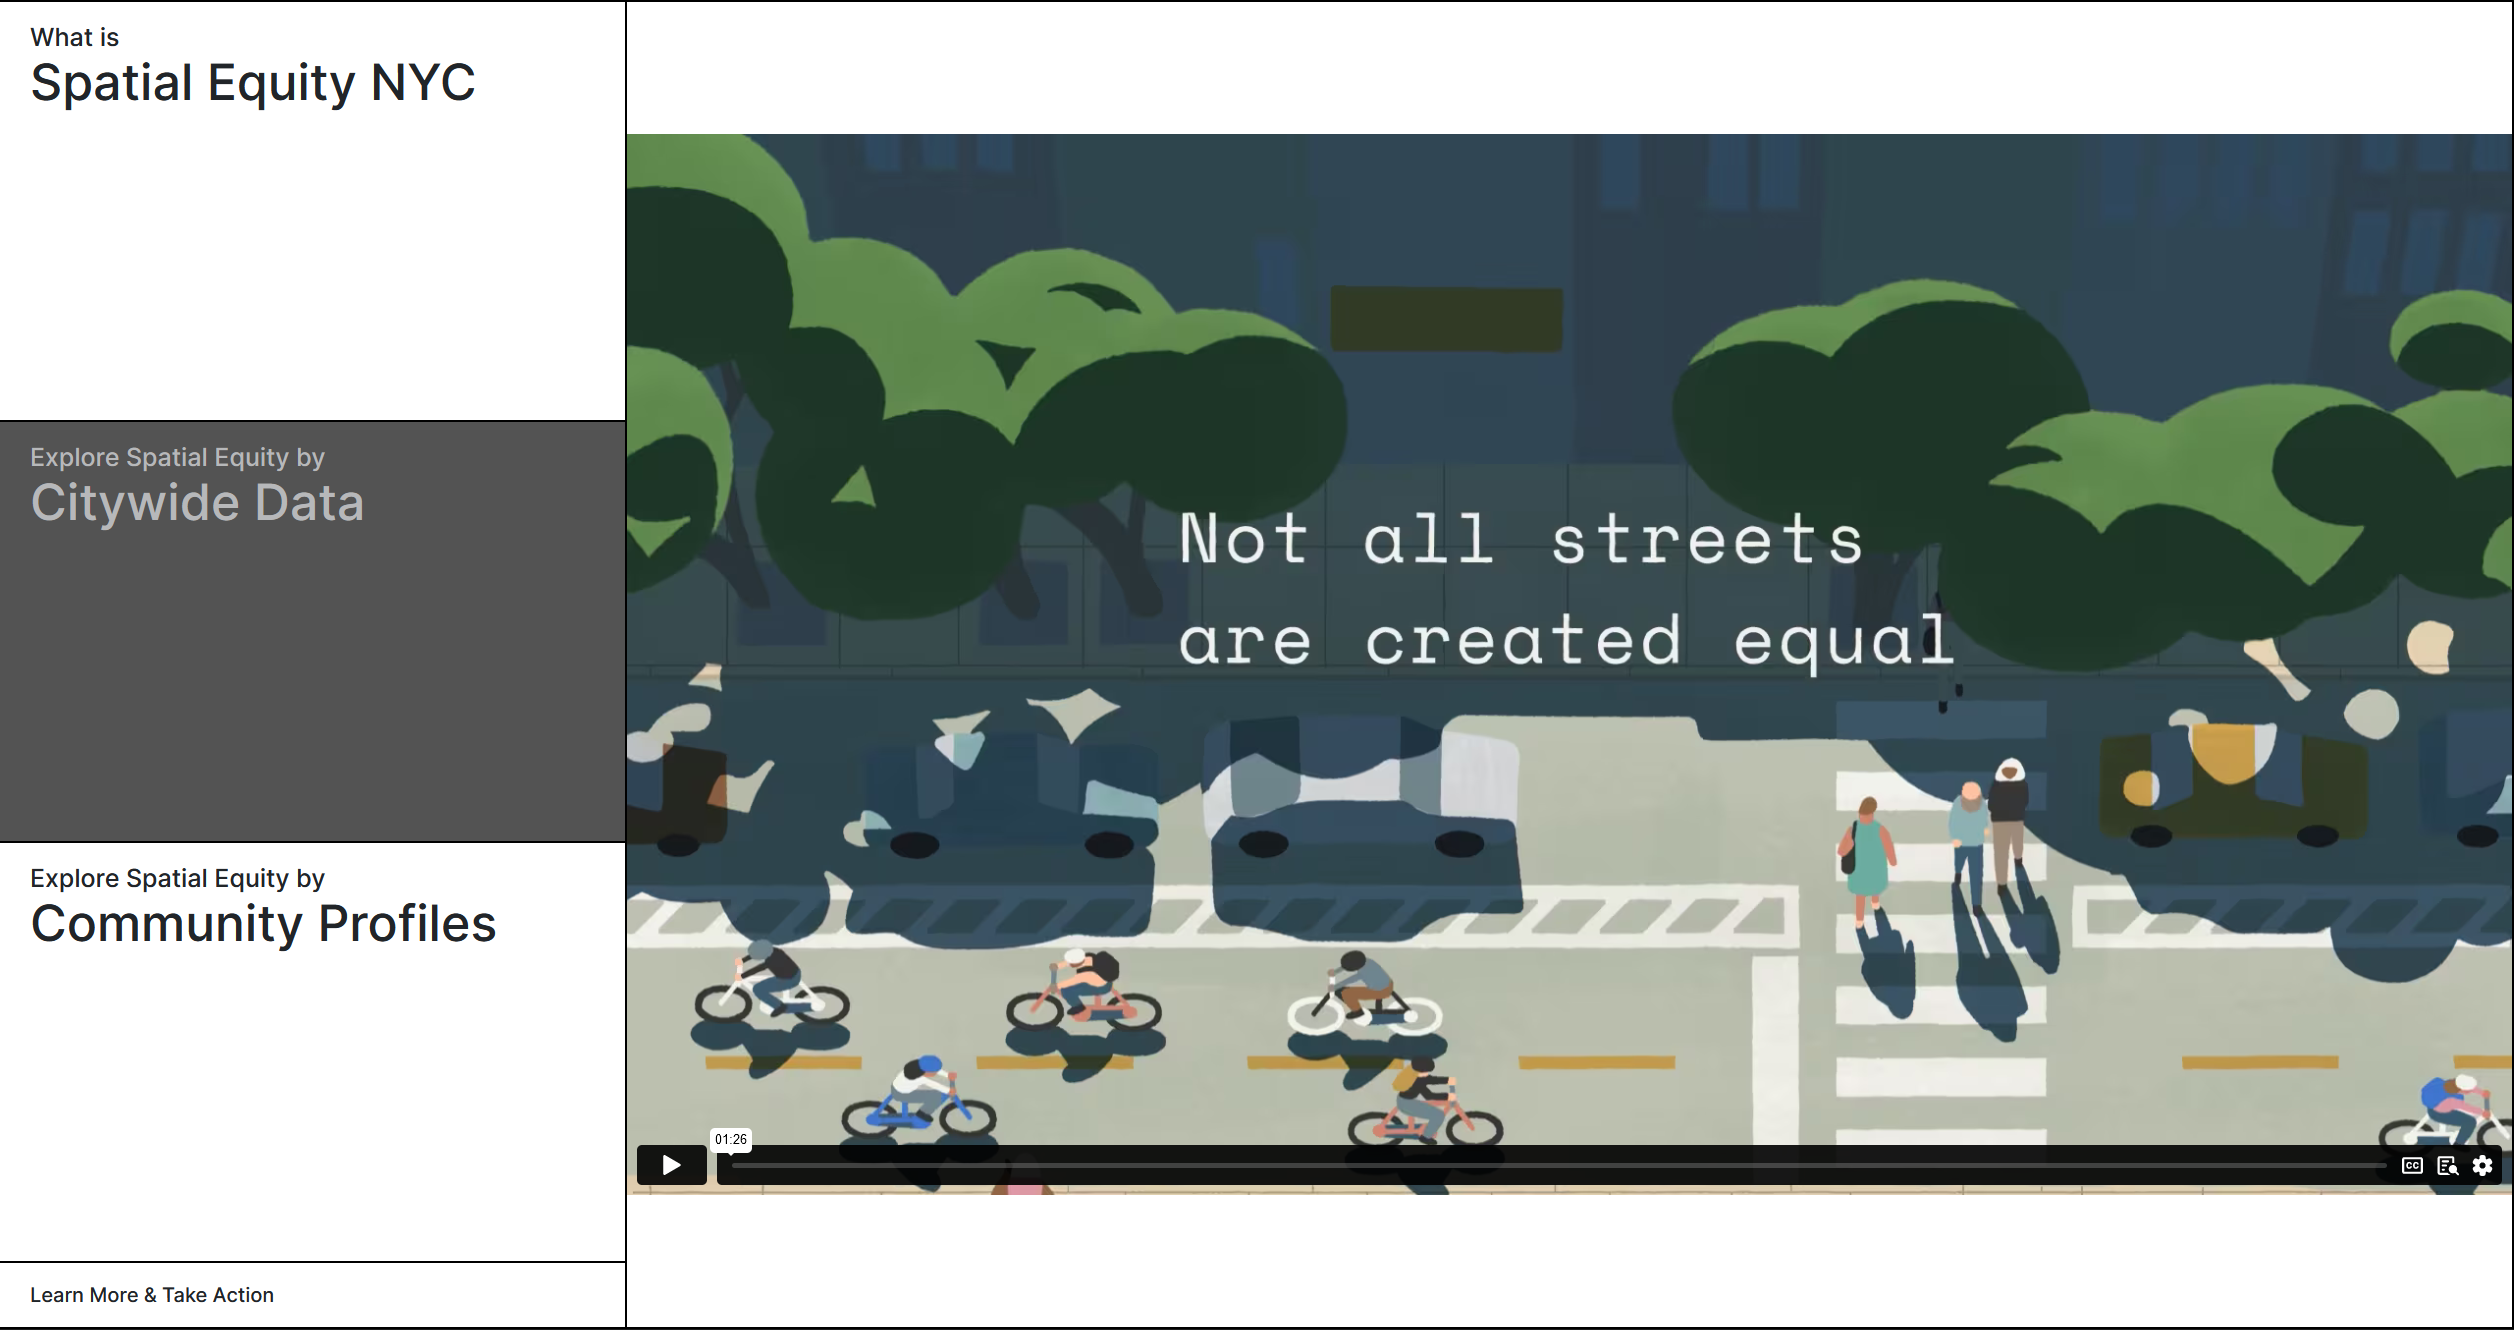 What is
Spatial Equity NYC
Explore Spatial Equity by
Citywide Data
Explore Spatial Equity by
Community Profiles
Learn More & Take Action
Not all streets
are created equal
01:26
CC